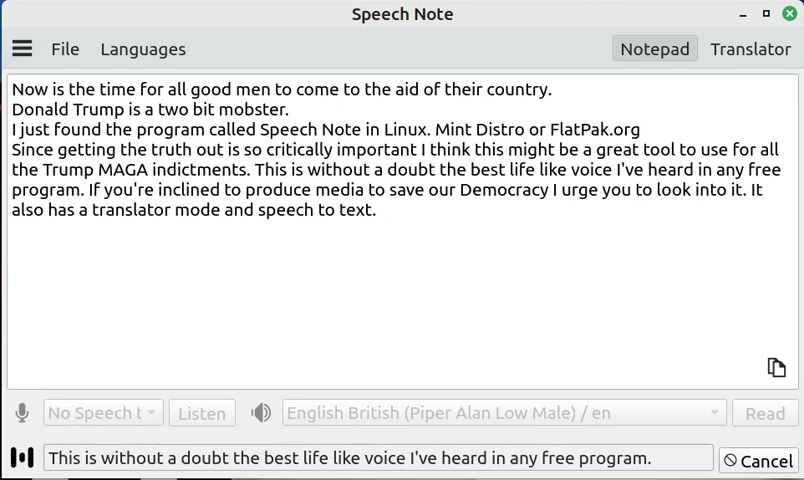 Speech Note
File Languages Notepad Translator
Now is the time for all good men to come to the aid of their country.
Donald Trump is a two bit mobster.
I just found the program called Speech Note in Linux. Mint Distro or FlatPak.org
Since getting the truth out is so critically important I think this might be a great tool to use for all
the Trump MAGA indictments. This is without a doubt the best life like voice I've heard in any free
program. If you're inclined to produce media to save our Democracy I urge you to look into it. It
also has a translator mode and speech to text.
No Speech t Listen English British (Piper Alan Low Male) / en Read
This is without a doubt the best life like voice I've heard in any free program. Cancel